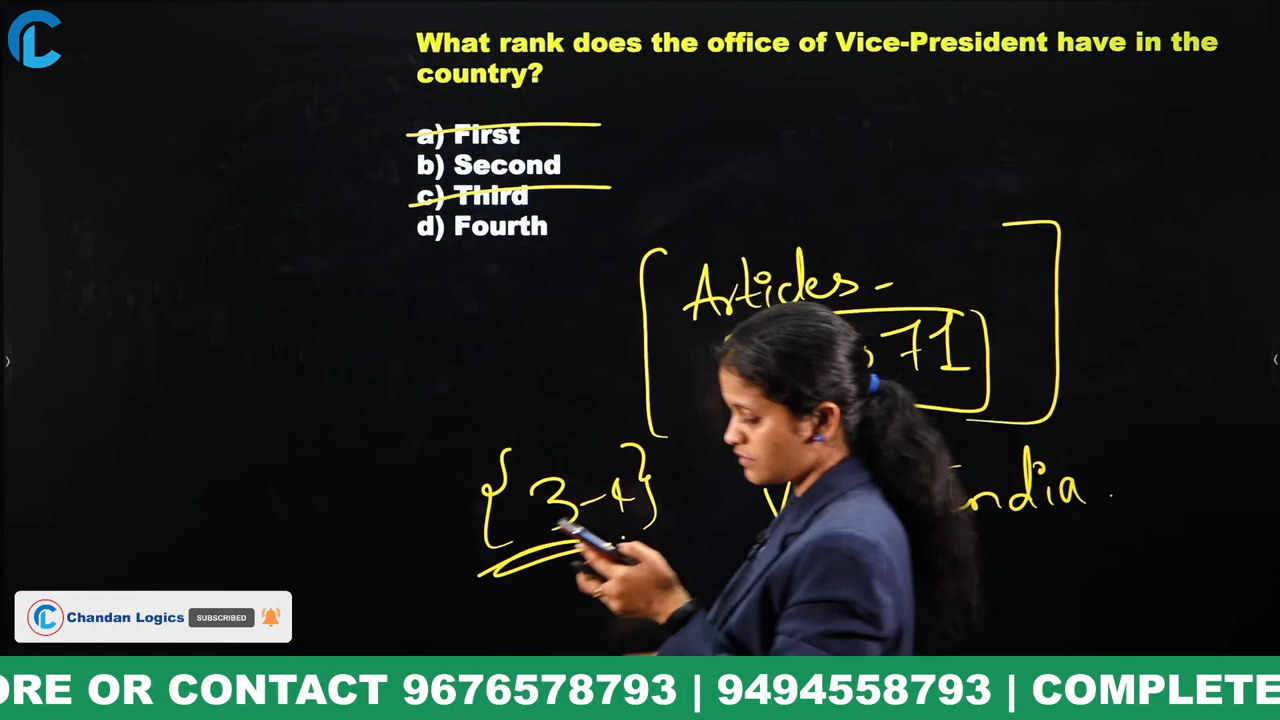 What rank does the office of Vice-President have in the
country?
a) First
b) Second
c) Third
d) Fourth
Articles -
71
{ 3-4 }
India
Chandan Logics SUBSCRIBED
ORE OR CONTACT 9676578793 | 9494558793 | COMPLETE